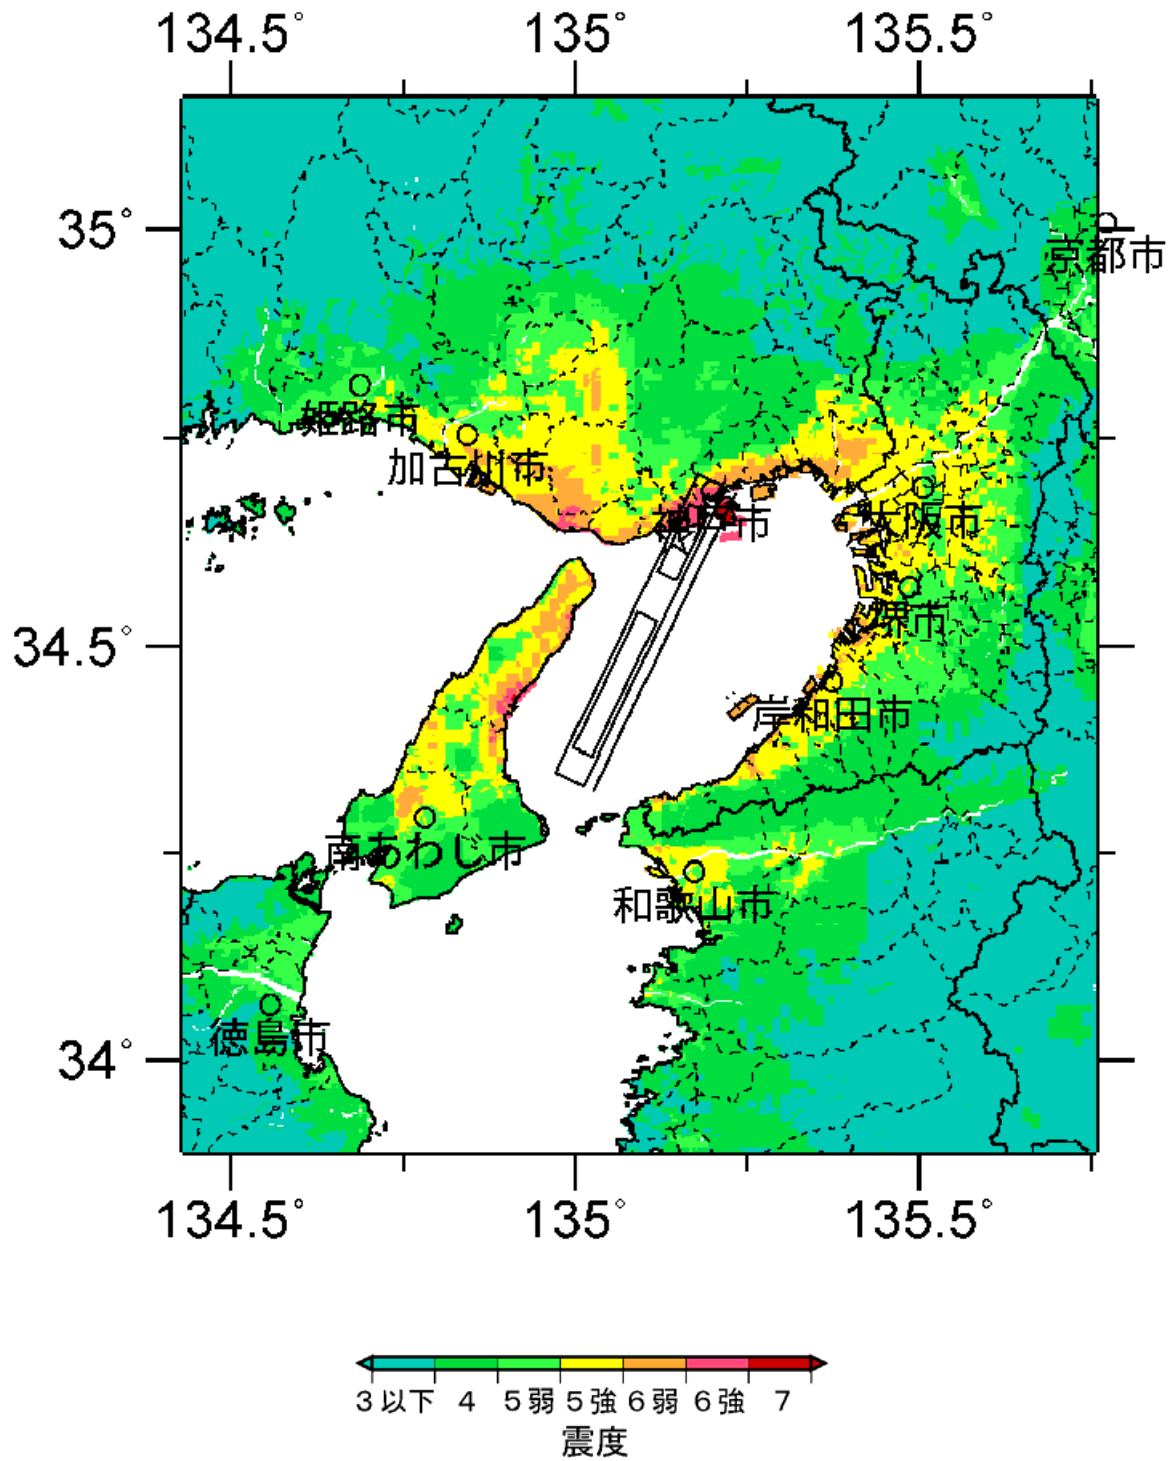 134.5° 135° 135.5°
35°
京都市
姫路市
加古川市
神戸市
大阪市
堺市
34.5°
岸和田市
南あわじ市
和歌山市
徳島市
34°
134.5° 135° 135.5°
3以下 4 5弱 5強 6弱 6強 7
震度